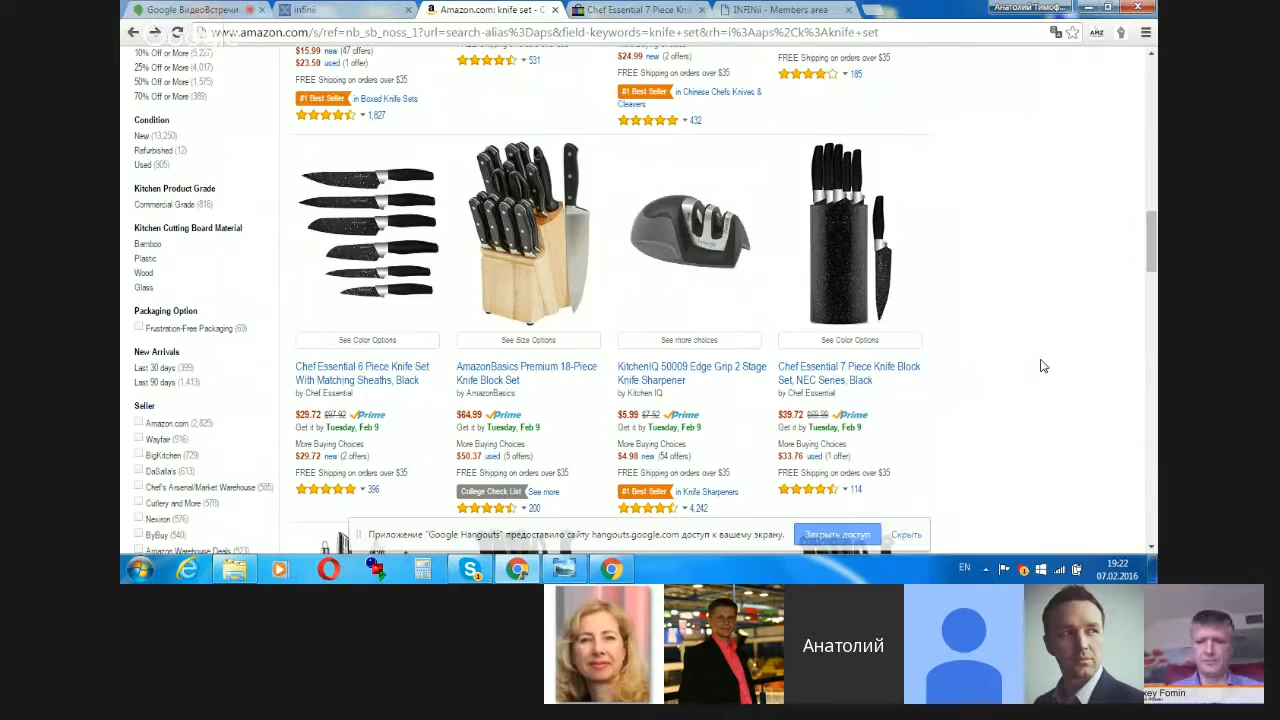 Google ВидеоВстречи
infinii
Amazon.com: knife set - C
Chef Essential 7 Piece Knif
INFINii - Members area
Анатолий Тимоф...
www.amazon.com/s/ref=nb_sb_noss_1?url=search-alias%3Daps&field-keywords=knife+set&rh=i%3Aaps%2Ck%3Aknife+set
Google
10% Off or More (5,227)
25% Off or More (4,017)
50% Off or More (1,575)
70% Off or More (389)
Condition
New (13,250)
Refurbished (12)
Used (905)
Kitchen Product Grade
Commercial Grade (816)
Kitchen Cutting Board Material
Bamboo
Plastic
Wood
Glass
Packaging Option
Frustration-Free Packaging (69)
New Arrivals
Last 30 days (399)
Last 90 days (1,413)
Seller
Amazon.com (2,825)
Wayfair (916)
BigKitchen (729)
DaSalla's (613)
Chef's Arsenal/Market Warehouse (585)
Cutlery and More (578)
Nexiron (576)
ByBuy (540)
Amazon Warehouse Deals (523)
$15.99 new (47 offers)
$23.50 used (1 offer)
FREE Shipping on orders over $35
#1 Best Seller in Boxed Knife Sets
1,827
531
$24.99 new (2 offers)
FREE Shipping on orders over $35
#1 Best Seller in Chinese Chefs Knives &
Cleavers
432
FREE Shipping on orders over $35
185
See Color Options
Chef Essential 6 Piece Knife Set
With Matching Sheaths, Black
by Chef Essential
$29.72 $97.92 Prime
Get it by Tuesday, Feb 9
More Buying Choices
$29.72 new (2 offers)
FREE Shipping on orders over $35
396
See Size Options
AmazonBasics Premium 18-Piece
Knife Block Set
by AmazonBasics
$64.99 Prime
Get it by Tuesday, Feb 9
More Buying Choices
$50.37 used (5 offers)
FREE Shipping on orders over $35
College Check List See more
200
See more choices
KitchenIQ 50009 Edge Grip 2 Stage
Knife Sharpener
by Kitchen IQ
$5.99 $7.52 Prime
Get it by Tuesday, Feb 9
More Buying Choices
$4.98 new (54 offers)
FREE Shipping on orders over $35
#1 Best Seller in Knife Sharpeners
4,242
See Color Options
Chef Essential 7 Piece Knife Block
Set, NEC Series, Black
by Chef Essential
$39.72 $69.99 Prime
Get it by Tuesday, Feb 9
More Buying Choices
$33.76 used (1 offer)
FREE Shipping on orders over $35
114
Приложение "Google Hangouts" предоставило сайту hangouts.google.com доступ к вашему экрану.
Закрыть доступ
Скрыть
EN
19:22
07.02.2016
Анатолий
xey Fomin